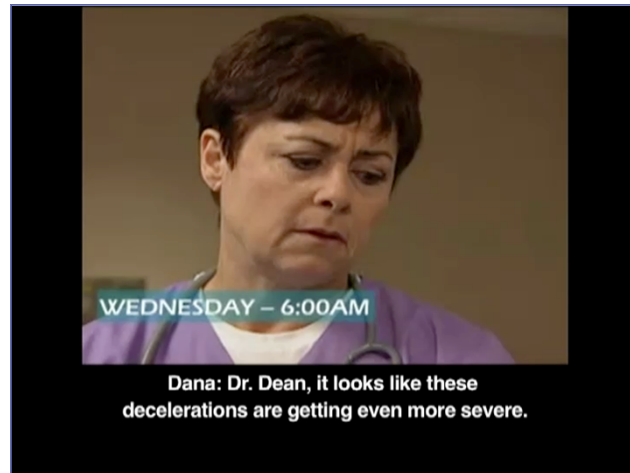 WEDNESDAY – 6:00AM
Dana: Dr. Dean, it looks like these
decelerations are getting even more severe.